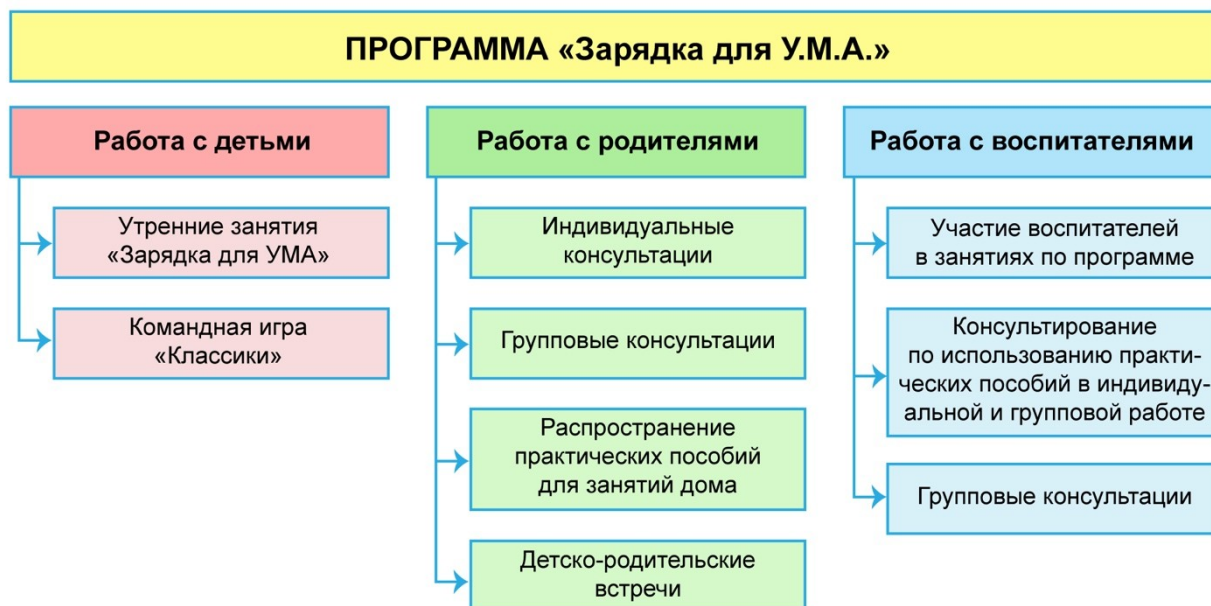 ПРОГРАММА «Зарядка для У.М.А.»
Работа с детьми
Утренние занятия
«Зарядка для УМА»
Командная игра
«Классики»
Работа с родителями
Индивидуальные
консультации
Групповые консультации
Распространение
практических пособий
для занятий дома
Детско-родительские
встречи
Работа с воспитателями
Участие воспитателей
в занятиях по программе
Консультирование
по использованию практи-
ческих пособий в индивиду-
альной и групповой работе
Групповые консультации